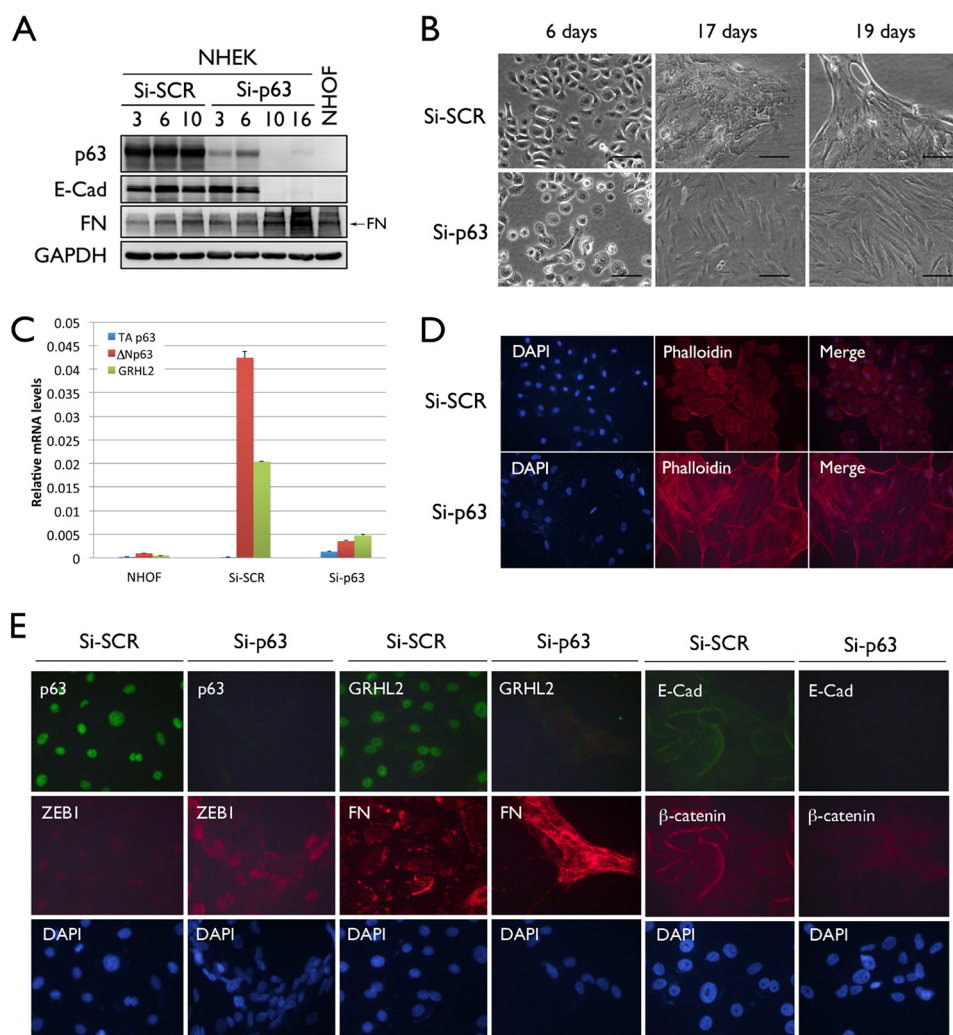 A
NHEK
Si-SCR Si-p63 NHOF
3 6 10 3 6 10 16
p63
E-Cad
FN
←FN
GAPDH
B
6 days 17 days 19 days
Si-SCR
Si-p63
C
0.05
0.045
0.04
0.035
0.03
0.025
0.02
0.015
0.01
0.005
0
Relative mRNA levels
TA p63
ΔNp63
GRHL2
NHOF Si-SCR Si-p63
D
DAPI Phalloidin Merge
Si-SCR
DAPI Phalloidin Merge
Si-p63
E
Si-SCR Si-p63 Si-SCR Si-p63 Si-SCR Si-p63
p63 p63 GRHL2 GRHL2 E-Cad E-Cad
ZEB1 ZEB1 FN FN β-catenin β-catenin
DAPI DAPI DAPI DAPI DAPI DAPI